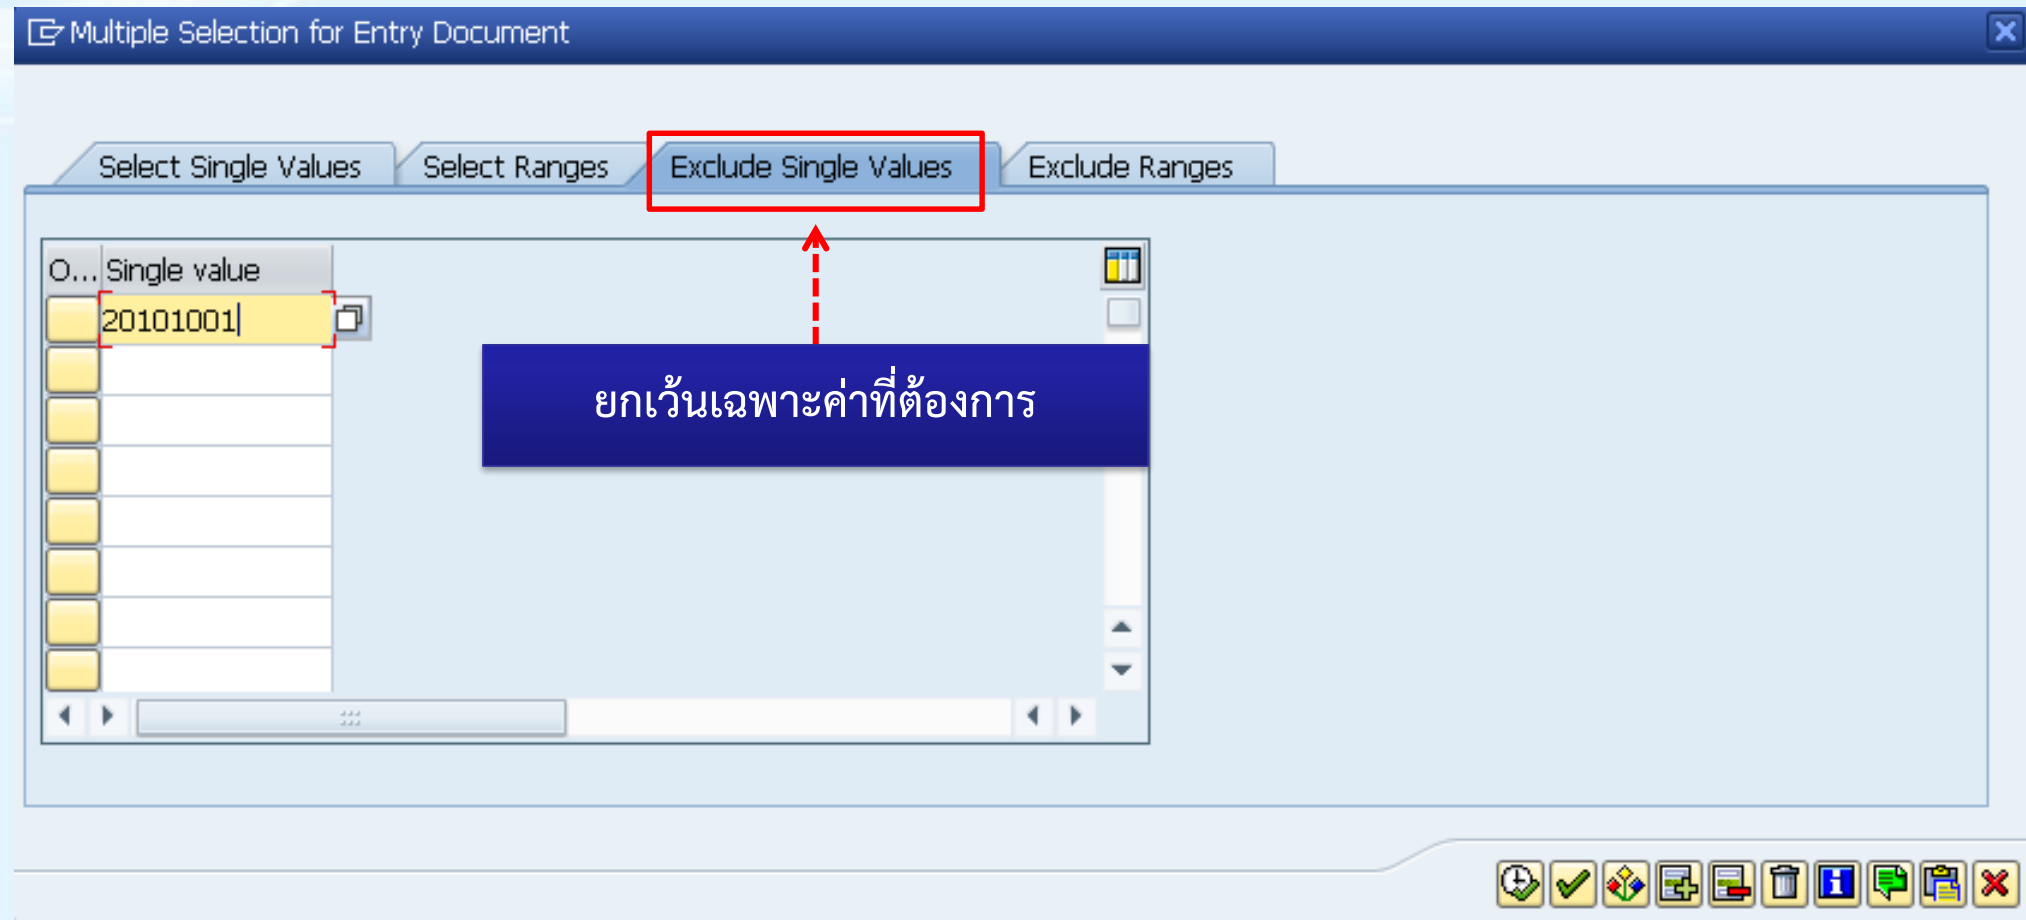 Multiple Selection for Entry Document
Select Single Values Select Ranges Exclude Single Values Exclude Ranges
O... Single value
20101001
ยกเว้นเฉพาะค่าที่ต้องการ